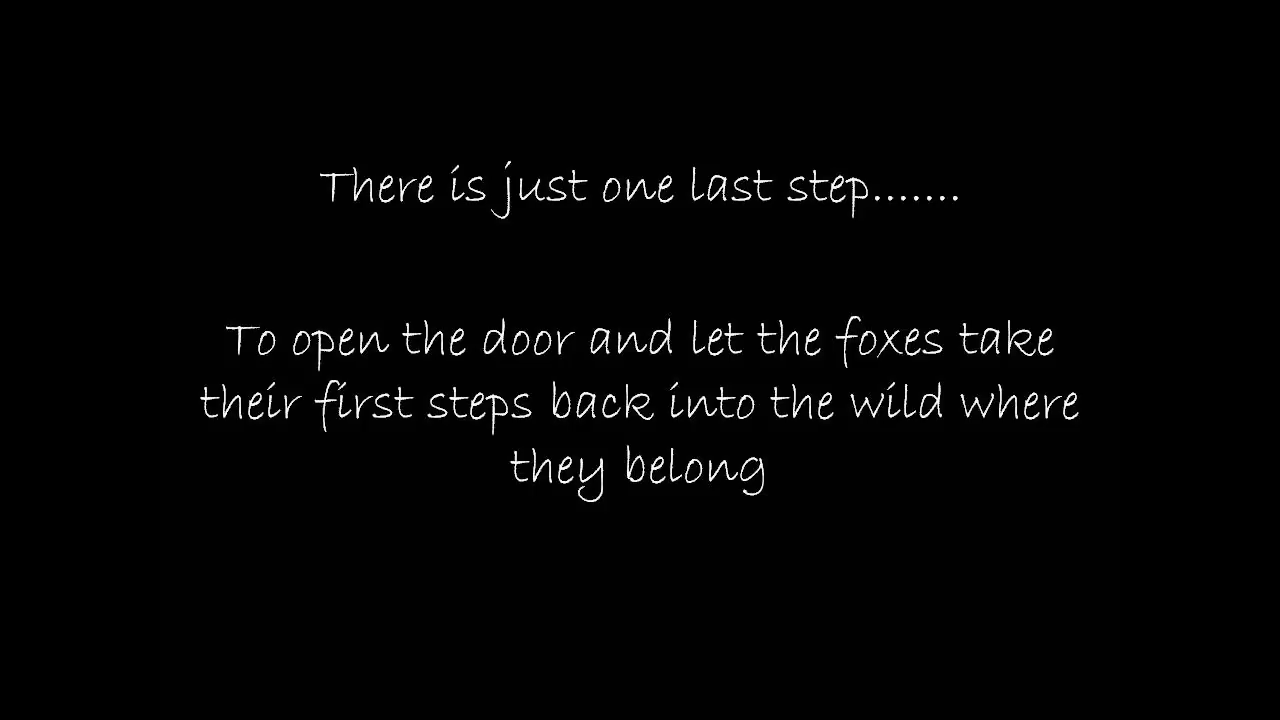 There is just one last step.......
To open the door and let the foxes take
their first steps back into the wild where
they belong